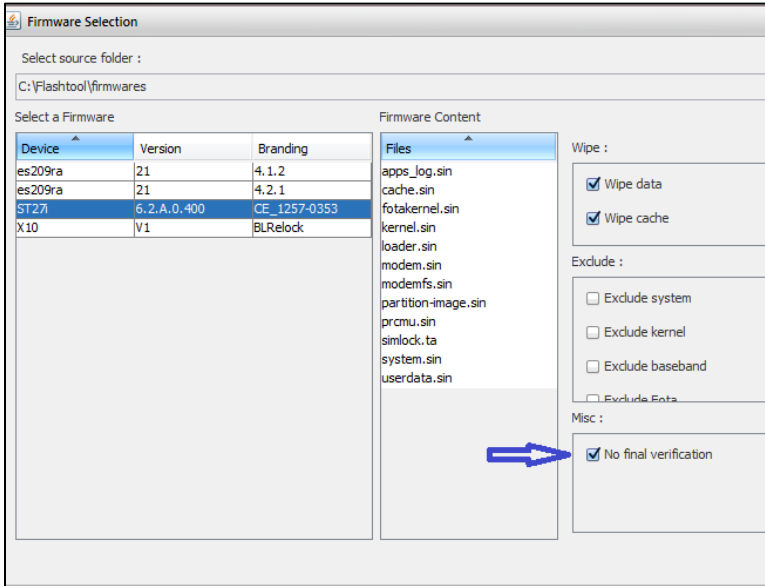 Firmware Selection
Select source folder :
C:\Flashtool\firmwares
Select a Firmware
Device Version Branding
es209ra 21 4.1.2
es209ra 21 4.2.1
ST27i 6.2.A.0.400 CE_1257-0353
X10 V1 BLRelock
Firmware Content
Files
apps_log.sin
cache.sin
fotakernel.sin
kernel.sin
loader.sin
modem.sin
modemfs.sin
partition-image.sin
prcmu.sin
simlock.ta
system.sin
userdata.sin
Wipe :
Wipe data
Wipe cache
Exclude :
Exclude system
Exclude kernel
Exclude baseband
Exclude Fota
Misc :
No final verification